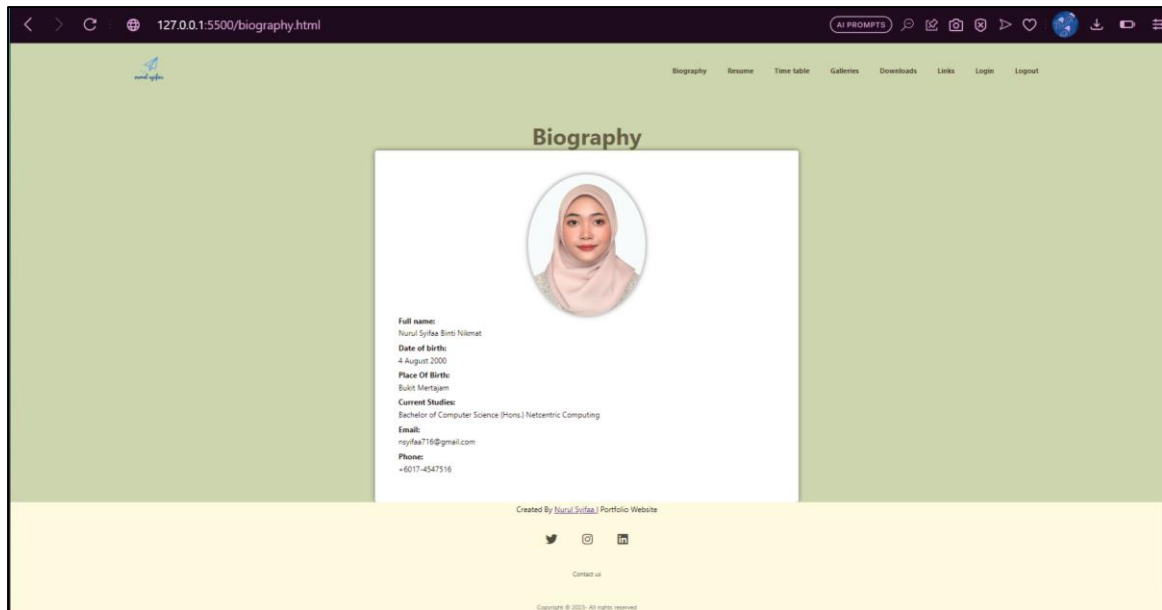 127.0.0.1:5500/biography.html
AI PROMPTS
nurul syifaa
Biography Resume Time table Galleries Downloads Links Login Logout
Biography
Full name:
Nurul Syifaa Binti Nikmat
Date of birth:
4 August 2000
Place Of Birth:
Bukit Mertajam
Current Studies:
Bachelor of Computer Science (Hons.) Netcentric Computing
Email:
nsyifaa716@gmail.com
Phone:
+6017-4547516
Created By Nurul Syifaa | Portfolio Website
Contact us
Copyright © 2023- All rights reserved